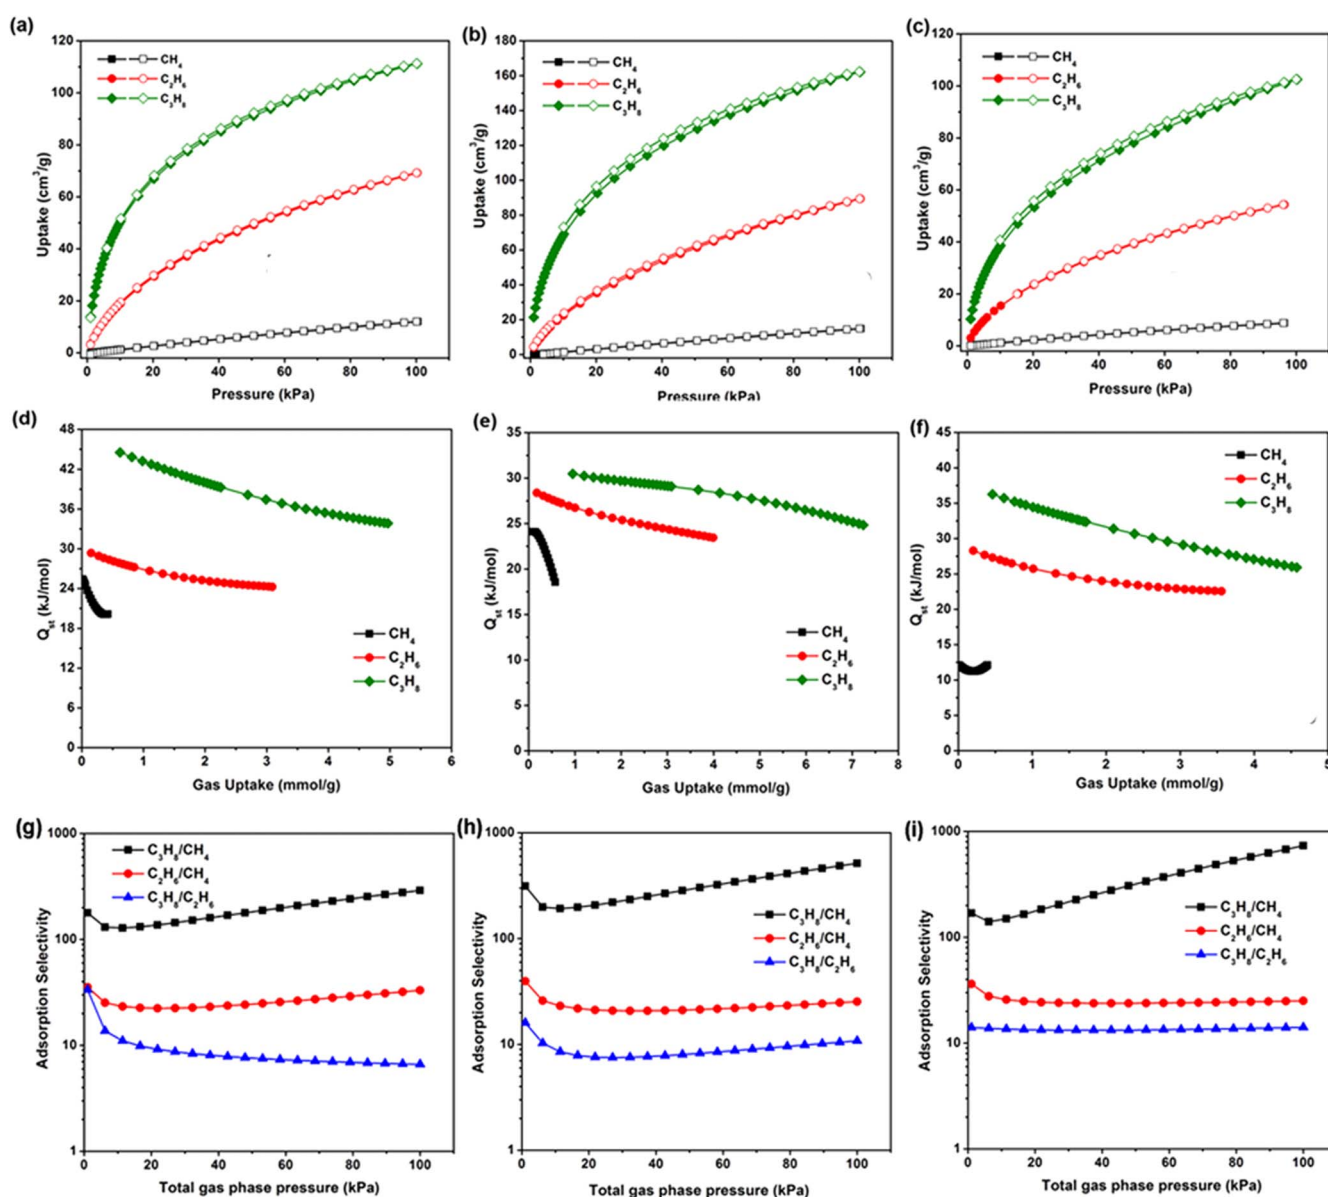 (a)
120
100
80
60
40
20
0
Uptake (cm³/g)
CH₄
C₂H₆
C₃H₈
0 20 40 60 80 100
Pressure (kPa)
(b)
180
160
140
120
100
80
60
40
20
0
Uptake (cm³/g)
CH₄
C₂H₆
C₃H₈
0 20 40 60 80 100
Pressure (kPa)
(c)
120
100
80
60
40
20
0
Uptake (cm³/g)
CH₄
C₂H₆
C₃H₈
0 20 40 60 80 100
Pressure (kPa)
(d)
48
42
36
30
24
18
12
6
0
Qst (kJ/mol)
CH₄
C₂H₆
C₃H₈
0 1 2 3 4 5 6
Gas Uptake (mmol/g)
(e)
35
30
25
20
15
10
5
0
Qst (kJ/mol)
CH₄
C₂H₆
C₃H₈
0 1 2 3 4 5 6 7 8
Gas Uptake (mmol/g)
(f)
45
40
35
30
25
20
15
10
5
0
Qst (kJ/mol)
CH₄
C₂H₆
C₃H₈
0 1 2 3 4 5
Gas Uptake (mmol/g)
(g)
1000
100
10
1
Adsorption Selectivity
C₃H₈/CH₄
C₂H₆/CH₄
C₃H₈/C₂H₆
0 20 40 60 80 100
Total gas phase pressure (kPa)
(h)
1000
100
10
1
Adsorption Selectivity
C₃H₈/CH₄
C₂H₆/CH₄
C₃H₈/C₂H₆
0 20 40 60 80 100
Total gas phase pressure (kPa)
(i)
1000
100
10
1
Adsorption Selectivity
C₃H₈/CH₄
C₂H₆/CH₄
C₃H₈/C₂H₆
0 20 40 60 80 100
Total gas phase pressure (kPa)